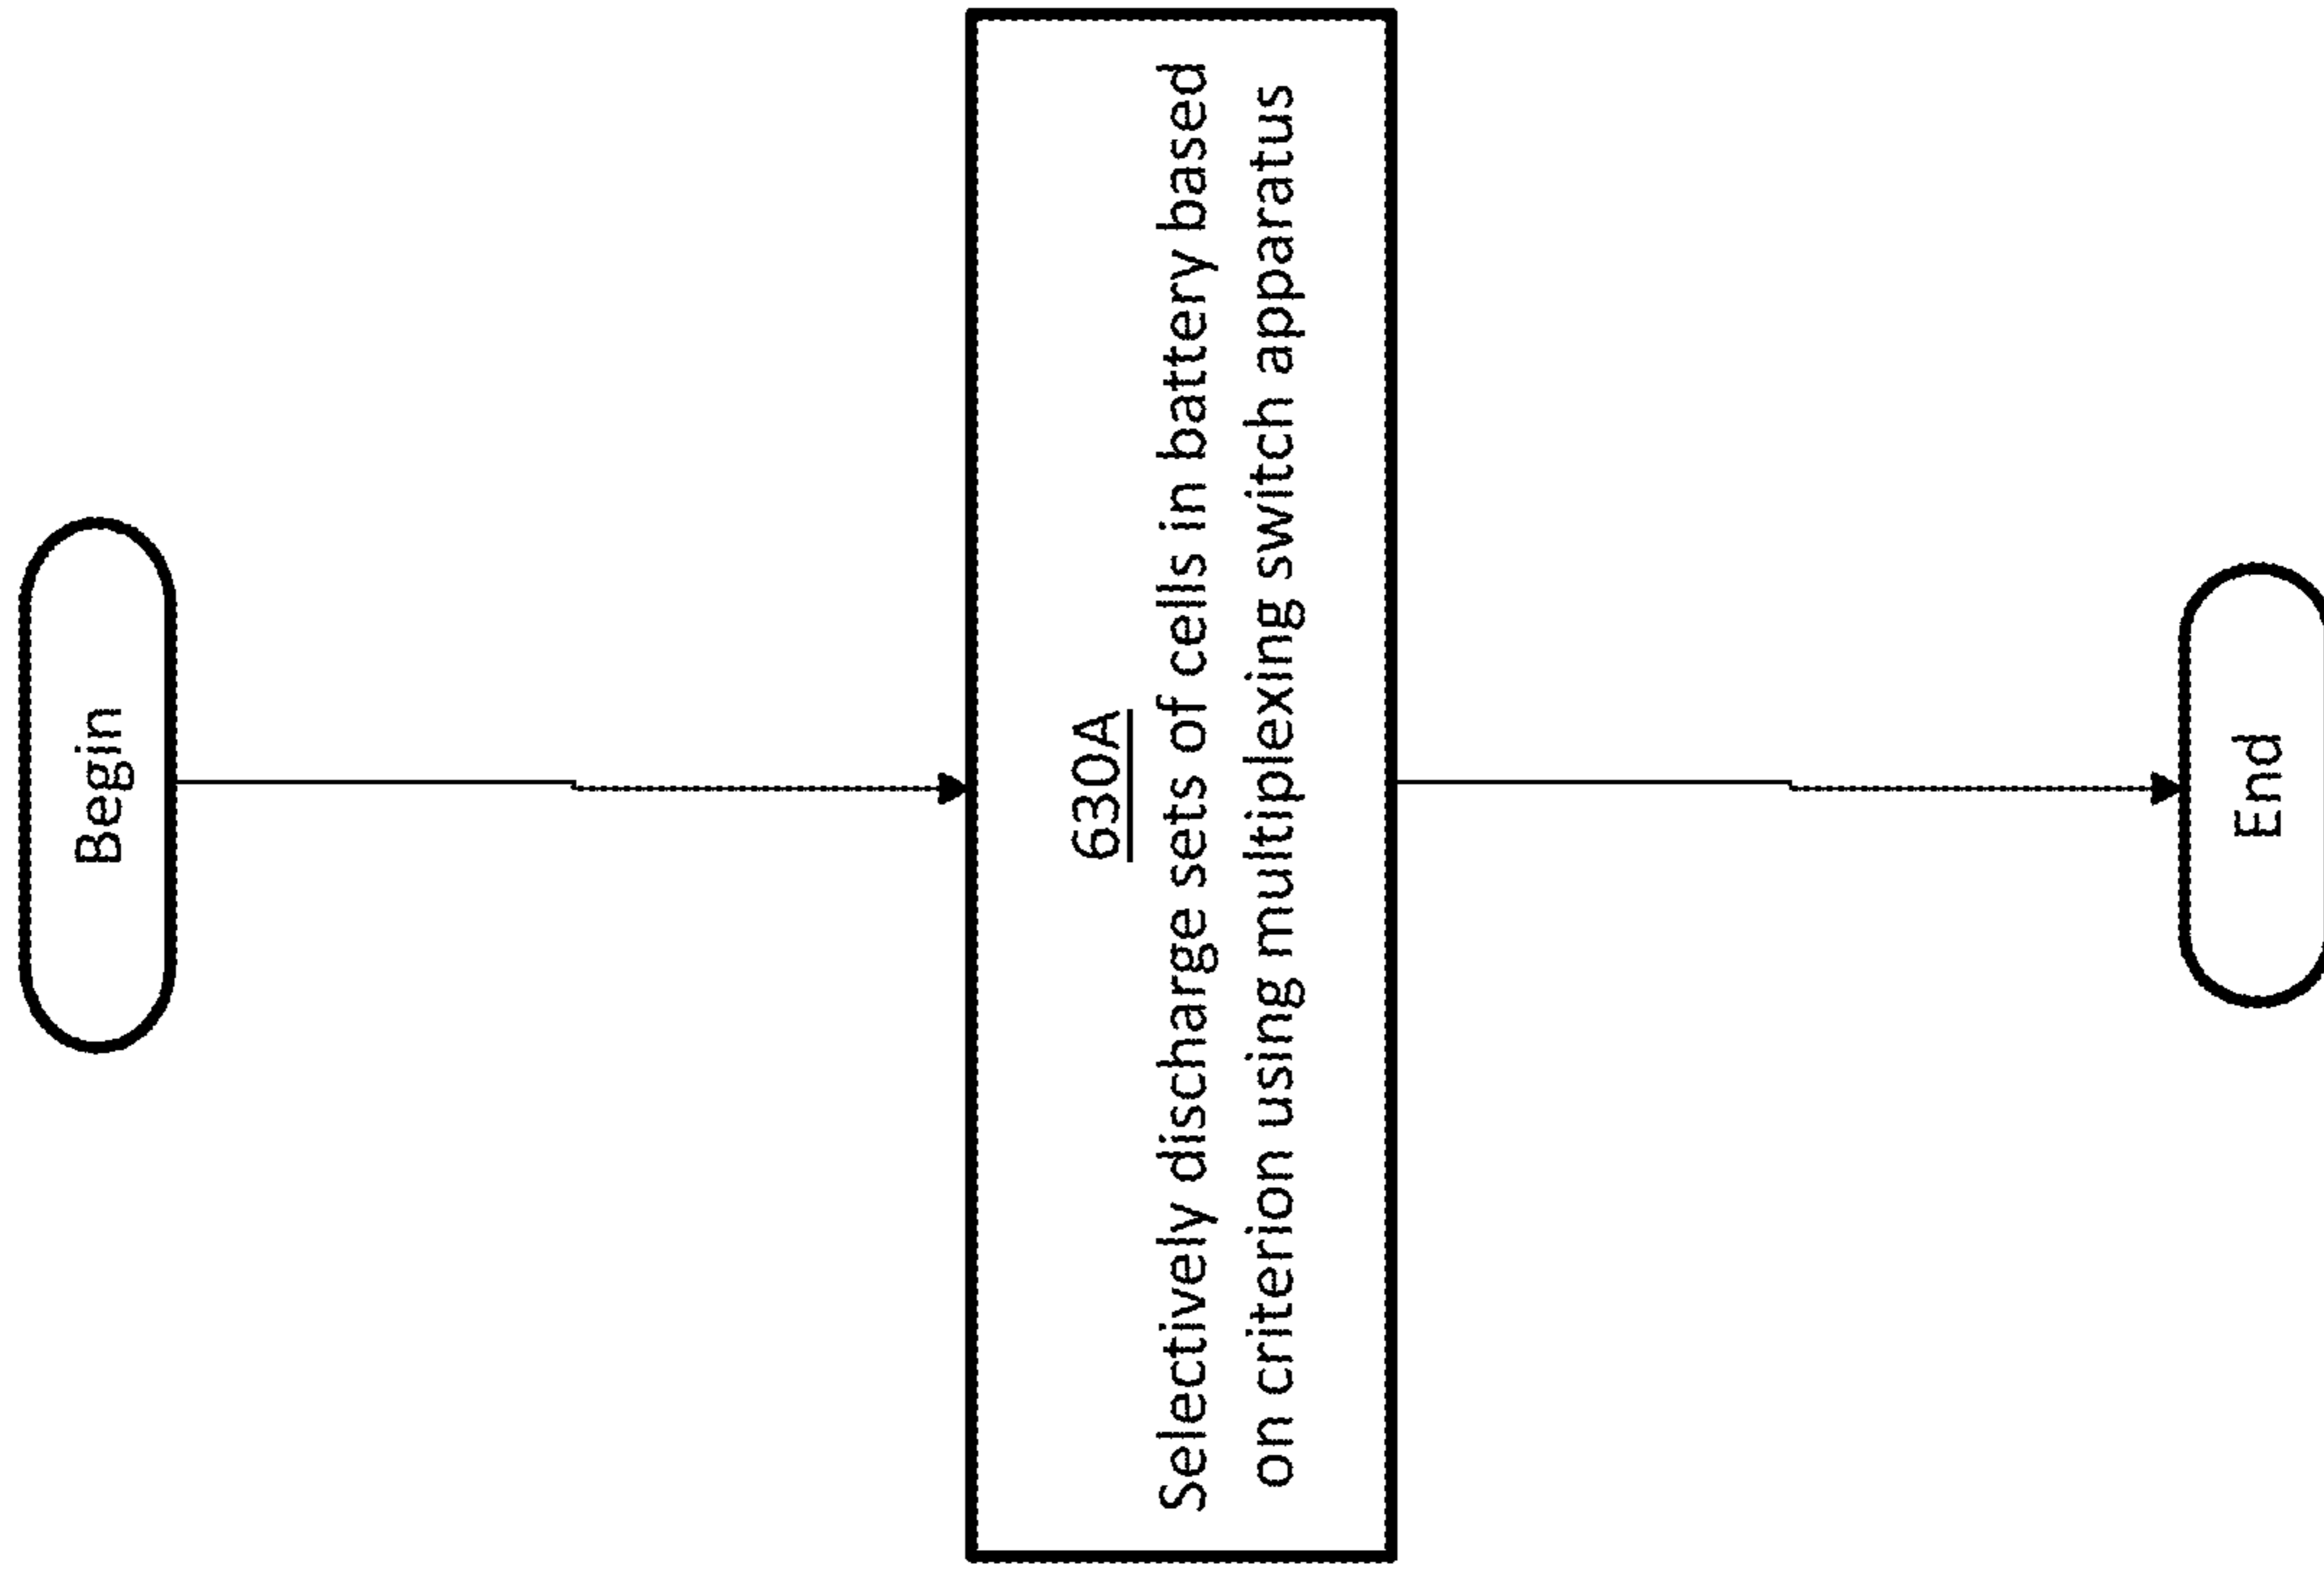 Begin
630A
Selectively discharge sets of cells in battery based
on criterion using multiplexing switch apparatus
End